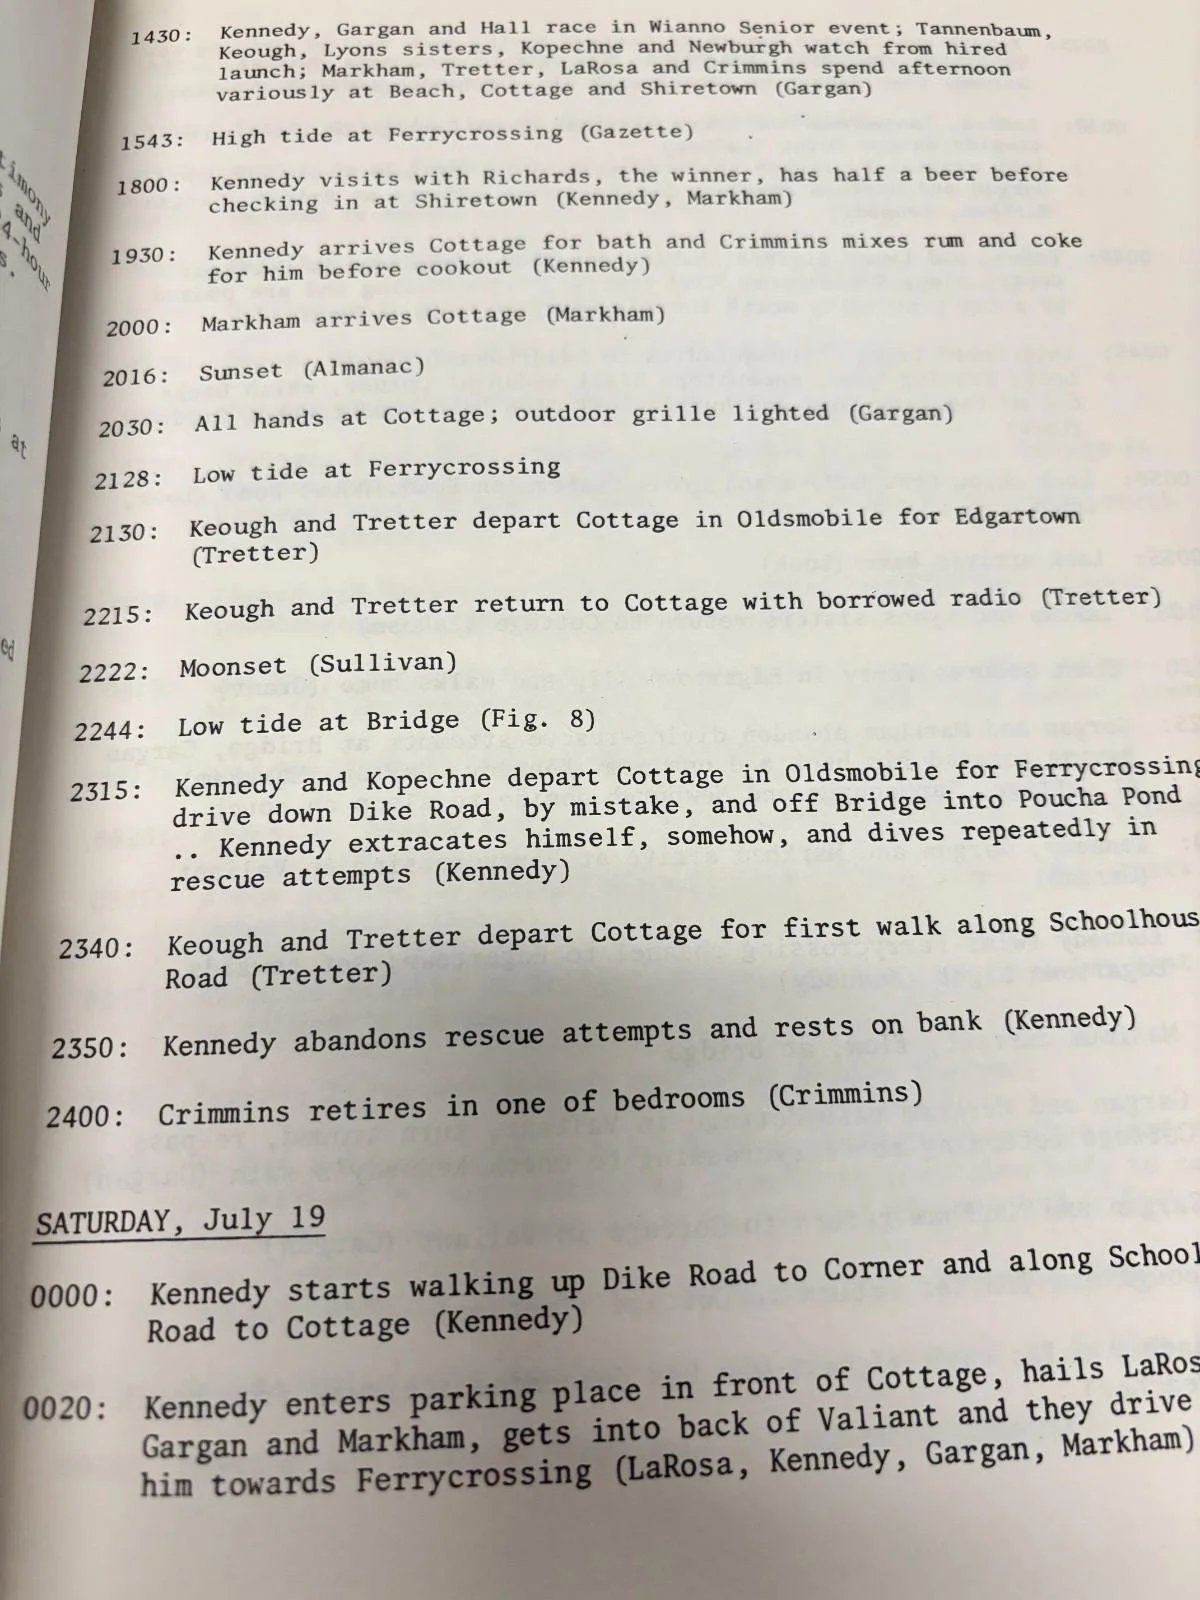 1430: Kennedy, Gargan and Hall race in Wianno Senior event; Tannenbaum,
Keough, Lyons sisters, Kopechne and Newburgh watch from hired
launch; Markham, Tretter, LaRosa and Crimmins spend afternoon
variously at Beach, Cottage and Shiretown (Gargan)
1543: High tide at Ferrycrossing (Gazette)
1800: Kennedy visits with Richards, the winner, has half a beer before
checking in at Shiretown (Kennedy, Markham)
1930: Kennedy arrives Cottage for bath and Crimmins mixes rum and coke
for him before cookout (Kennedy)
2000: Markham arrives Cottage (Markham)
2016: Sunset (Almanac)
2030: All hands at Cottage; outdoor grille lighted (Gargan)
2128: Low tide at Ferrycrossing
2130: Keough and Tretter depart Cottage in Oldsmobile for Edgartown
(Tretter)
2215: Keough and Tretter return to Cottage with borrowed radio (Tretter)
2222: Moonset (Sullivan)
2244: Low tide at Bridge (Fig. 8)
2315: Kennedy and Kopechne depart Cottage in Oldsmobile for Ferrycrossing
drive down Dike Road, by mistake, and off Bridge into Poucha Pond
.. Kennedy extracates himself, somehow, and dives repeatedly in
rescue attempts (Kennedy)
2340: Keough and Tretter depart Cottage for first walk along Schoolhous
Road (Tretter)
2350: Kennedy abandons rescue attempts and rests on bank (Kennedy)
2400: Crimmins retires in one of bedrooms (Crimmins)
SATURDAY, July 19
0000: Kennedy starts walking up Dike Road to Corner and along School
Road to Cottage (Kennedy)
0020: Kennedy enters parking place in front of Cottage, hails LaRos
Gargan and Markham, gets into back of Valiant and they drive
him towards Ferrycrossing (LaRosa, Kennedy, Gargan, Markham)